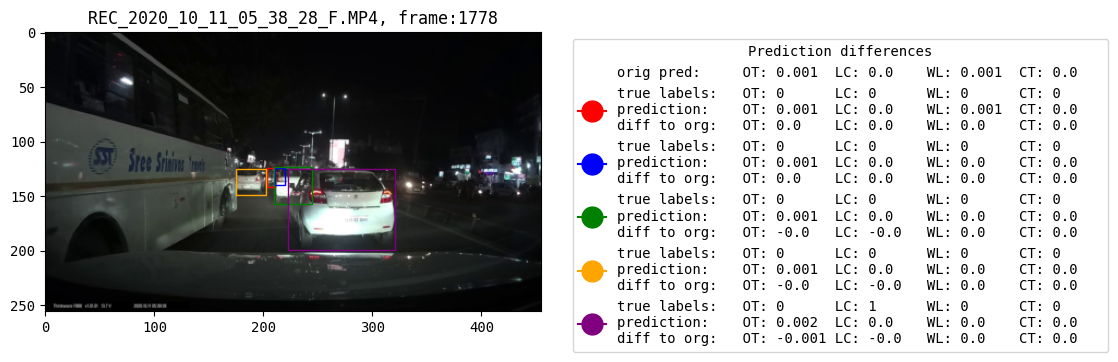 REC_2020_10_11_05_38_28_F.MP4, frame:1778
0
50
100
150
200
250
0
100
200
300
400
SST
Sree Srinivasa Travels
Prediction differences
orig pred: OT: 0.001 LC: 0.0 WL: 0.001 CT: 0.0
true labels: OT: 0 LC: 0 WL: 0 CT: 0
prediction: OT: 0.001 LC: 0.0 WL: 0.001 CT: 0.0
diff to org: OT: 0.0 LC: 0.0 WL: 0.0 CT: 0.0
true labels: OT: 0 LC: 0 WL: 0 CT: 0
prediction: OT: 0.001 LC: 0.0 WL: 0.0 CT: 0.0
diff to org: OT: 0.0 LC: 0.0 WL: 0.0 CT: 0.0
true labels: OT: 0 LC: 0 WL: 0 CT: 0
prediction: OT: 0.001 LC: 0.0 WL: 0.0 CT: 0.0
diff to org: OT: -0.0 LC: -0.0 WL: 0.0 CT: 0.0
true labels: OT: 0 LC: 0 WL: 0 CT: 0
prediction: OT: 0.001 LC: 0.0 WL: 0.0 CT: 0.0
diff to org: OT: -0.0 LC: -0.0 WL: 0.0 CT: 0.0
true labels: OT: 0 LC: 1 WL: 0 CT: 0
prediction: OT: 0.002 LC: 0.0 WL: 0.0 CT: 0.0
diff to org: OT: -0.001 LC: -0.0 WL: 0.0 CT: 0.0